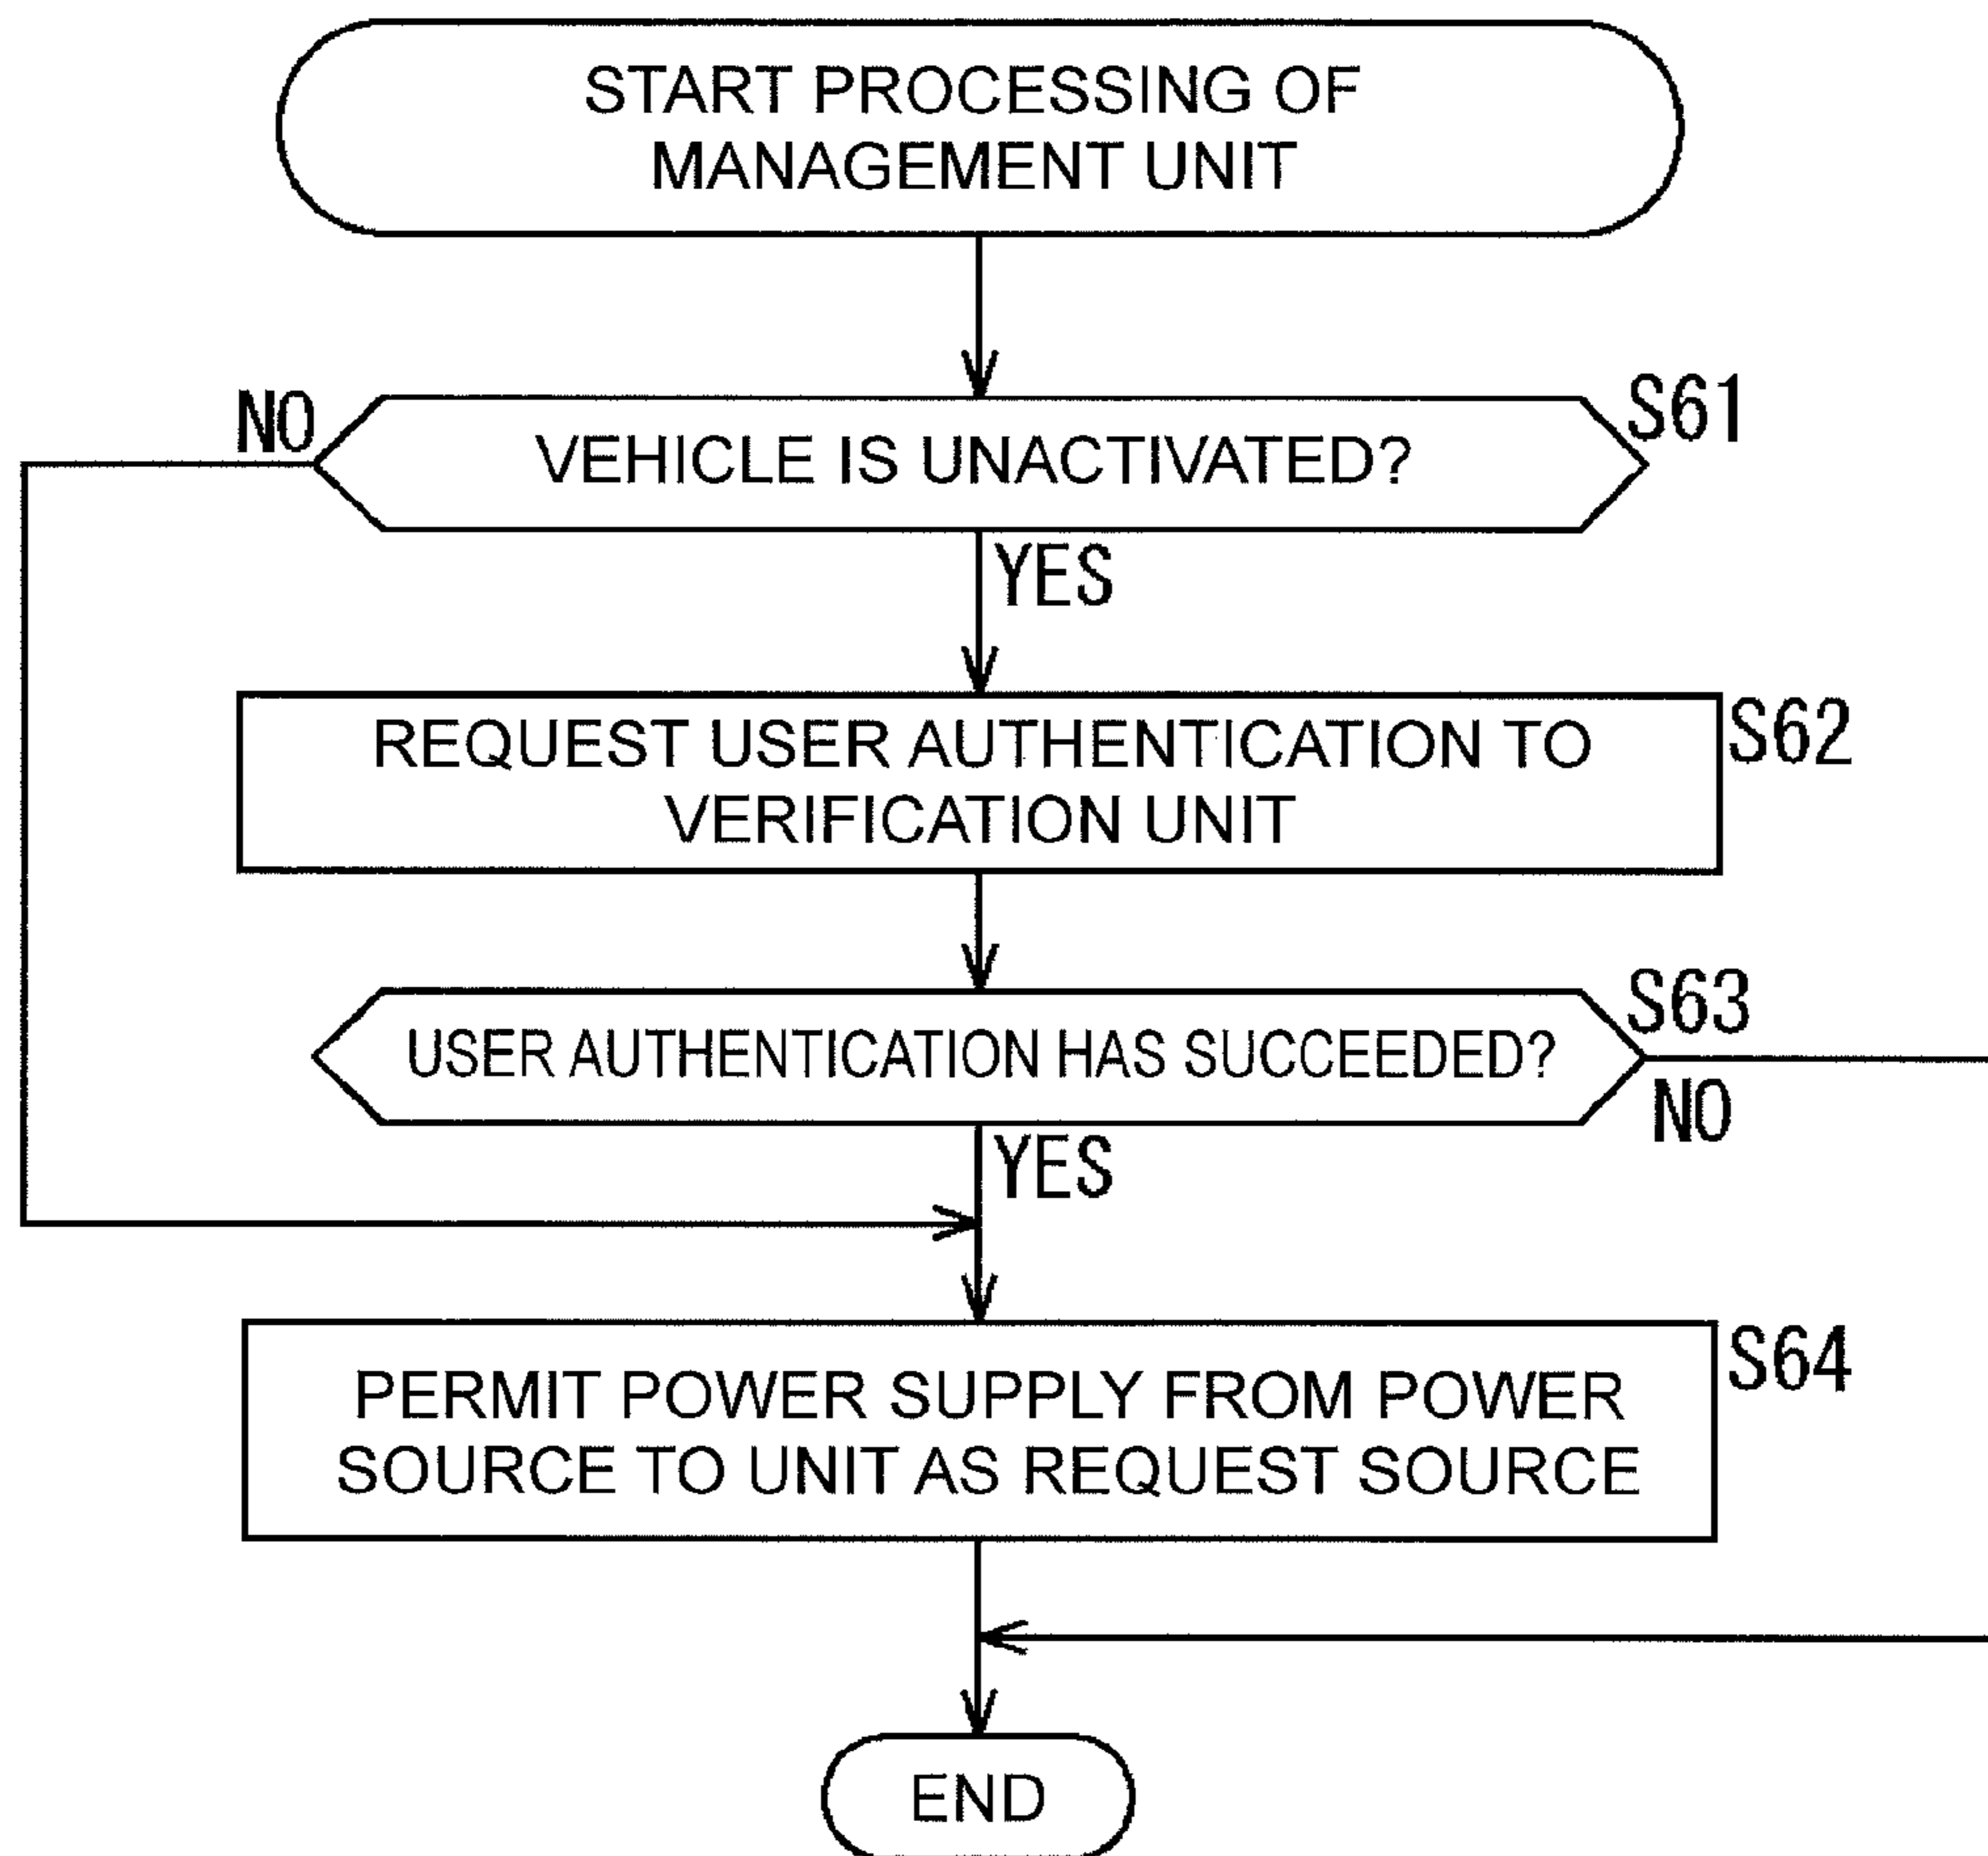 START PROCESSING OF
MANAGEMENT UNIT
NO
S61
VEHICLE IS UNACTIVATED?
YES
REQUEST USER AUTHENTICATION TO
VERIFICATION UNIT
S62
S63
USER AUTHENTICATION HAS SUCCEEDED?
NO
YES
PERMIT POWER SUPPLY FROM POWER
SOURCE TO UNIT AS REQUEST SOURCE
S64
END